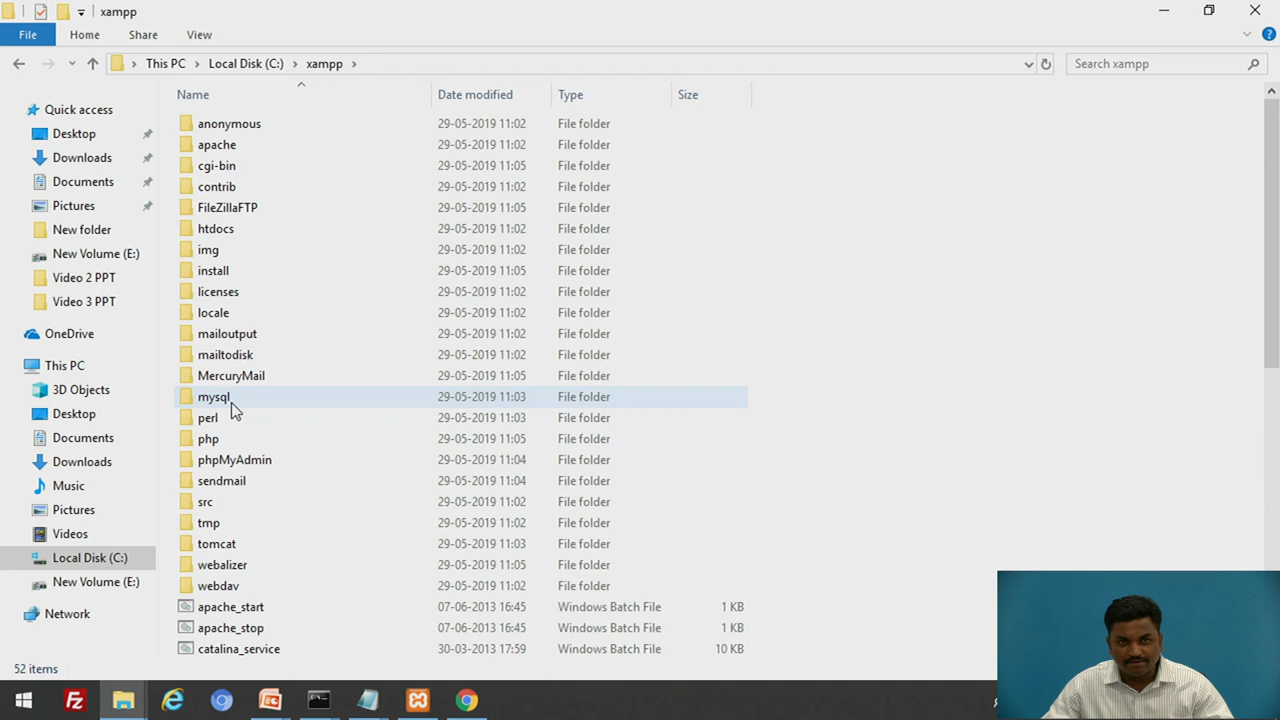 xampp
File Home Share View
This PC Local Disk (C:) xampp Search xampp
Name Date modified Type Size
Quick access
Desktop
Downloads
Documents
Pictures
New folder
New Volume (E:)
Video 2 PPT
Video 3 PPT
OneDrive
This PC
3D Objects
Desktop
Documents
Downloads
Music
Pictures
Videos
Local Disk (C:)
New Volume (E:)
Network
anonymous 29-05-2019 11:02 File folder
apache 29-05-2019 11:02 File folder
cgi-bin 29-05-2019 11:05 File folder
contrib 29-05-2019 11:02 File folder
FileZillaFTP 29-05-2019 11:05 File folder
htdocs 29-05-2019 11:02 File folder
img 29-05-2019 11:02 File folder
install 29-05-2019 11:05 File folder
licenses 29-05-2019 11:02 File folder
locale 29-05-2019 11:02 File folder
mailoutput 29-05-2019 11:02 File folder
mailtodisk 29-05-2019 11:02 File folder
MercuryMail 29-05-2019 11:05 File folder
mysql 29-05-2019 11:03 File folder
perl 29-05-2019 11:03 File folder
php 29-05-2019 11:05 File folder
phpMyAdmin 29-05-2019 11:04 File folder
sendmail 29-05-2019 11:04 File folder
src 29-05-2019 11:02 File folder
tmp 29-05-2019 11:02 File folder
tomcat 29-05-2019 11:03 File folder
webalizer 29-05-2019 11:05 File folder
webdav 29-05-2019 11:02 File folder
apache_start 07-06-2013 16:45 Windows Batch File 1 KB
apache_stop 07-06-2013 16:45 Windows Batch File 1 KB
catalina_service 30-03-2013 17:59 Windows Batch File 10 KB
52 items